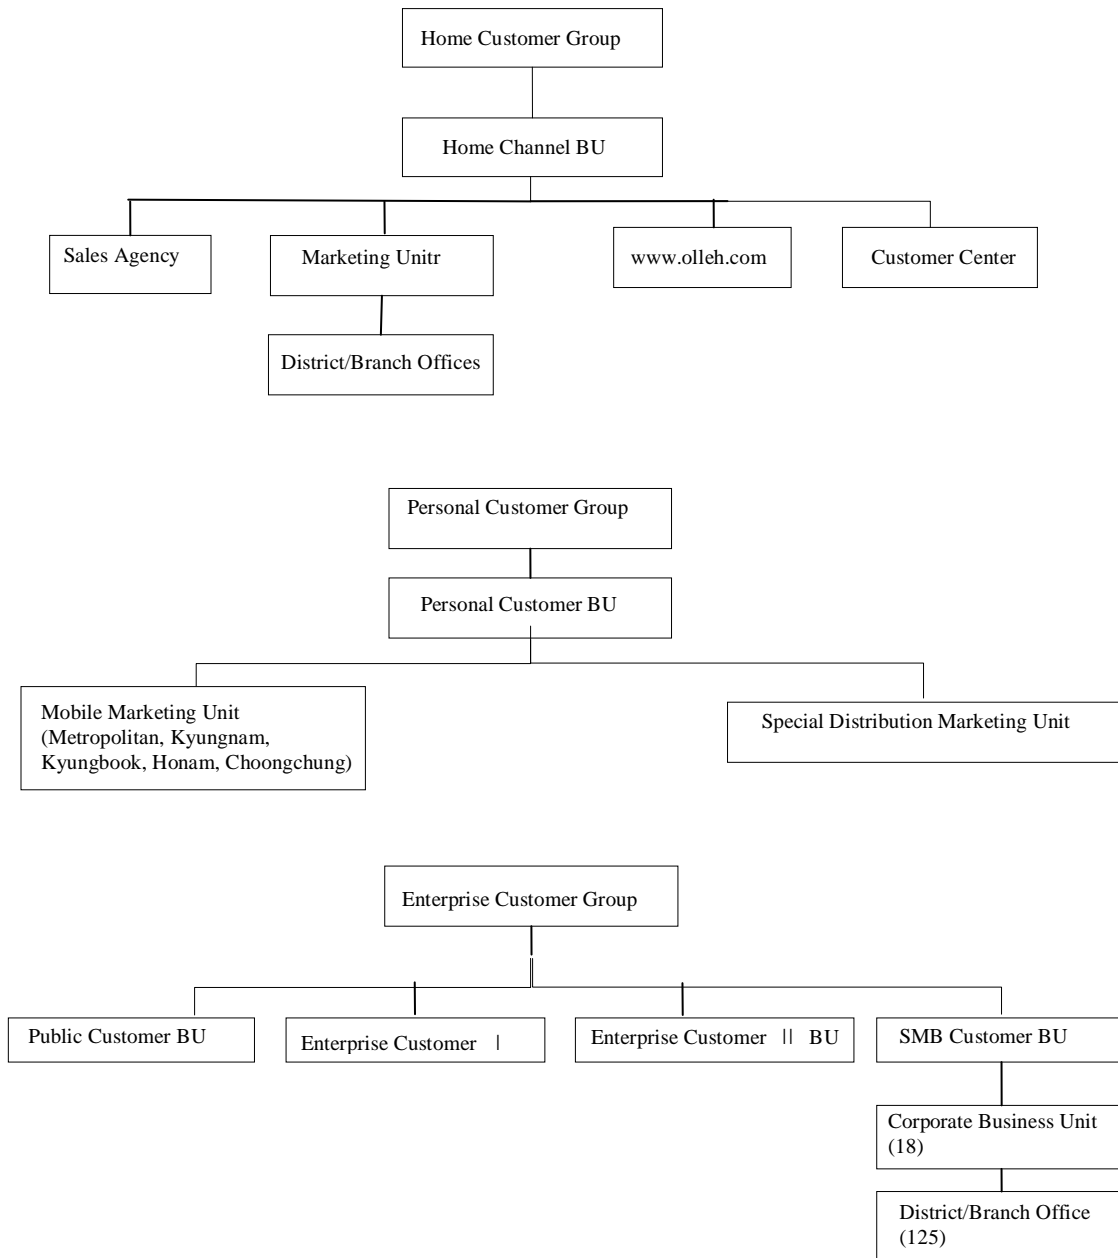 Home Customer Group
Home Channel BU
Sales Agency
Marketing Unitr
www.olleh.com
Customer Center
District/Branch Offices
Personal Customer Group
Personal Customer BU
Mobile Marketing Unit
(Metropolitan, Kyungnam,
Kyungbook, Honam, Choongchung)
Special Distribution Marketing Unit
Enterprise Customer Group
Public Customer BU
Enterprise Customer |
Enterprise Customer || BU
SMB Customer BU
Corporate Business Unit
(18)
District/Branch Office
(125)